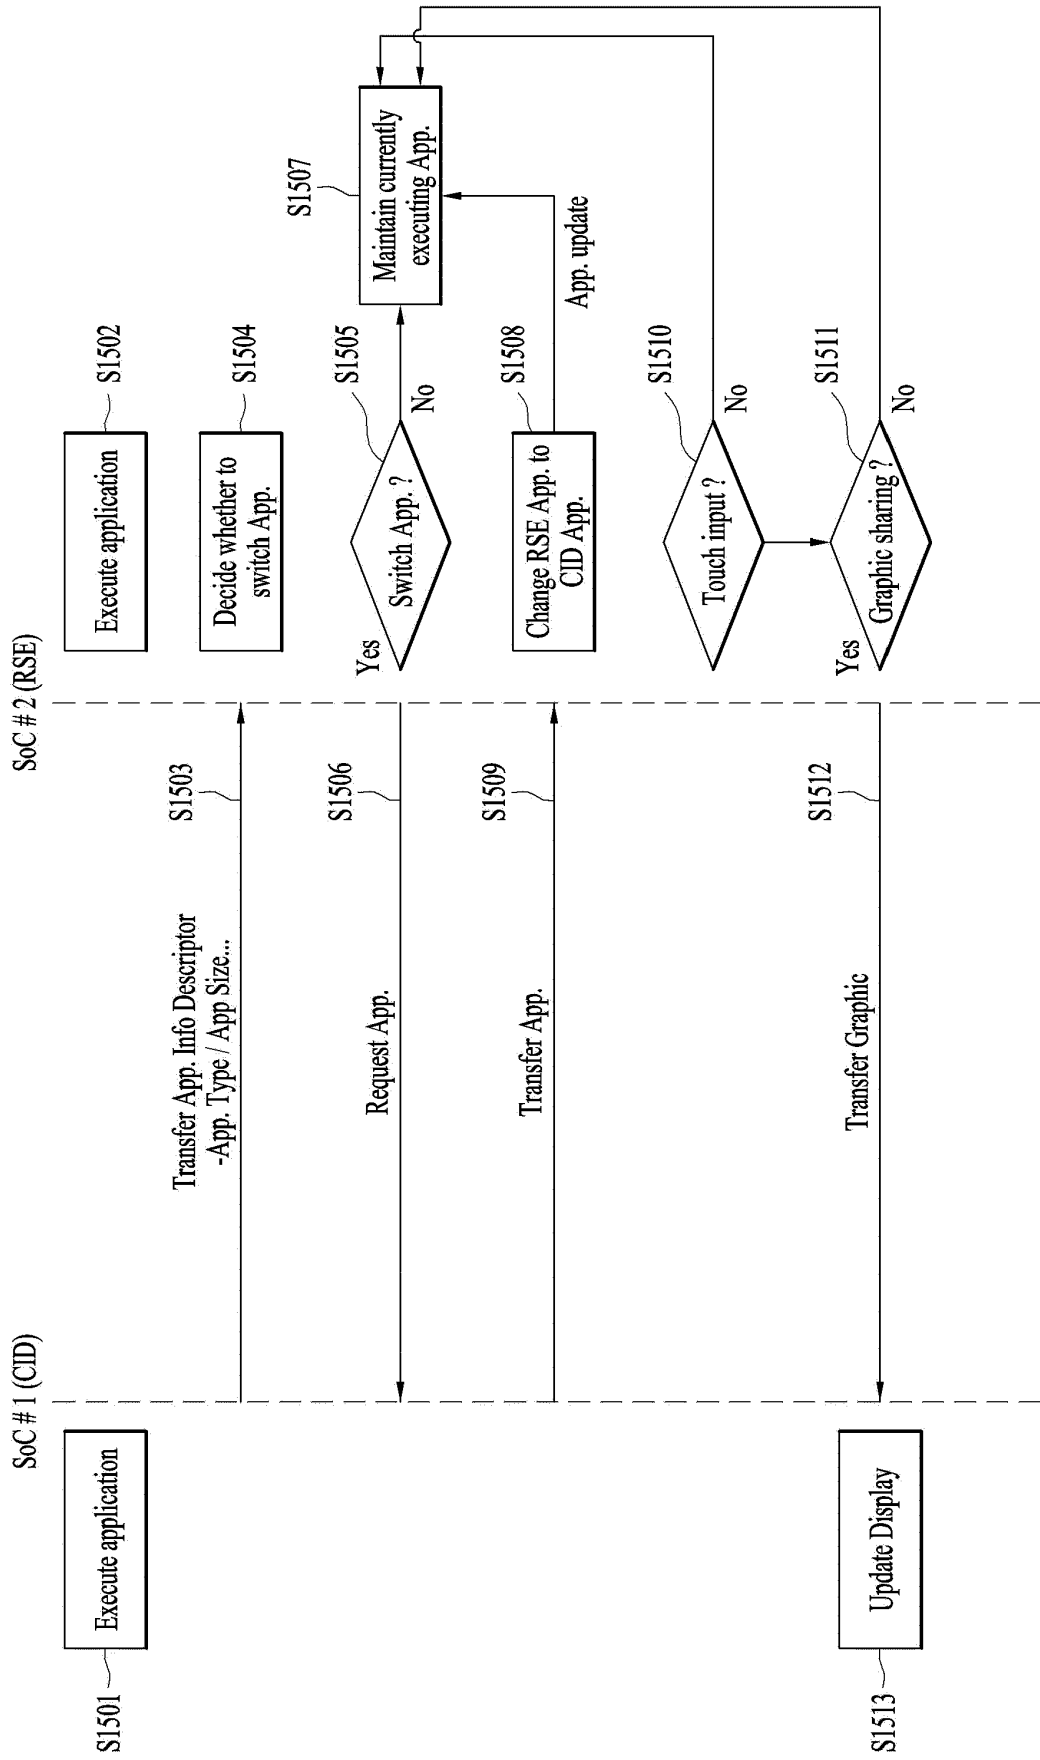 SoC # 1 (CID)
SoC # 2 (RSE)
S1501
Execute application
Execute application
S1502
Transfer App. Info Descriptor
-App. Type / App Size...
S1503
Decide whether to
switch App.
S1504
Request App.
S1506
Yes
Switch App. ?
No
S1505
Maintain currently
executing App.
S1507
Transfer App.
S1509
Change RSE App. to
CID App.
S1508
App. update
Touch input ?
No
S1510
S1513
Update Display
Transfer Graphic
S1512
Yes
Graphic sharing ?
No
S1511